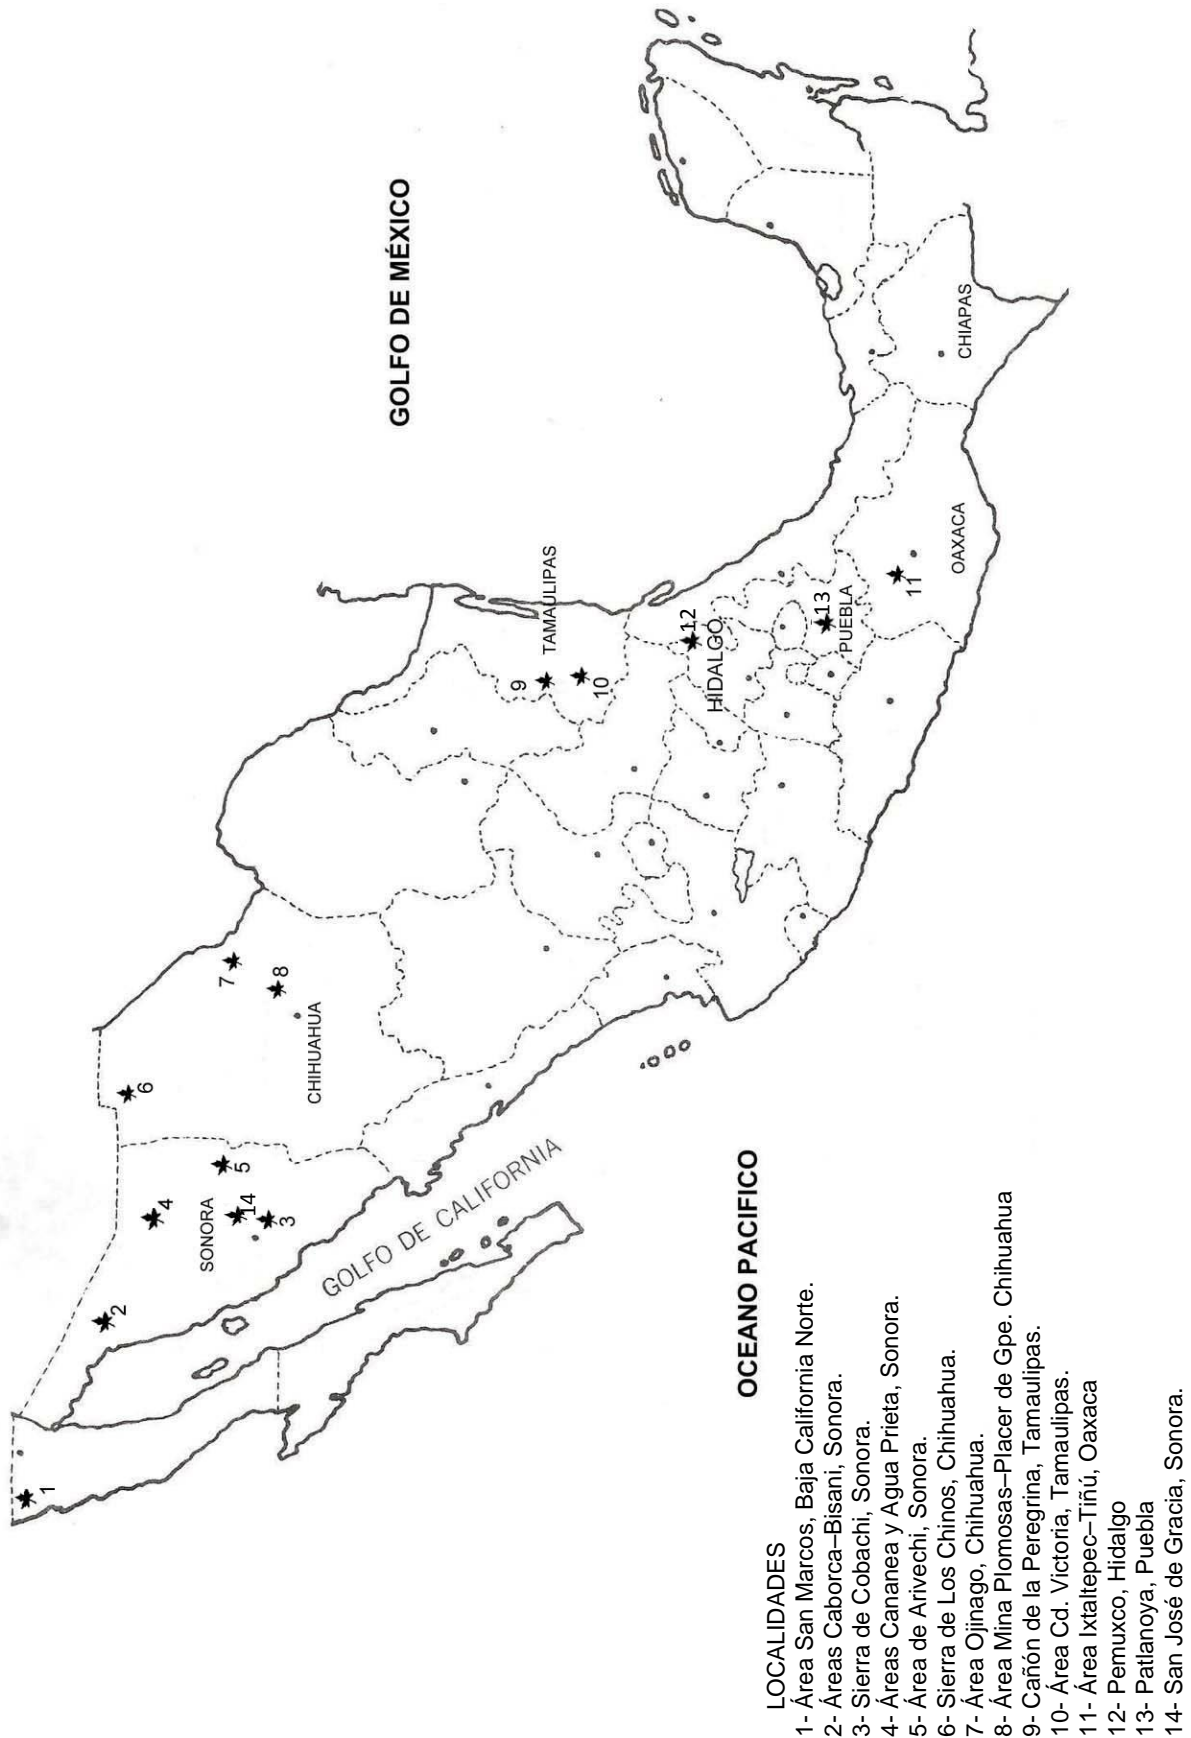 GOLFO DE MÉXICO
1
2
SONORA
4
14
3
5
6
CHIHUAHUA
7
8
GOLFO DE CALIFORNIA
9
TAMAULIPAS
10
12
HIDALGO
13
PUEBLA
11
OAXACA
CHIAPAS
OCEANO PACIFICO
LOCALIDADES
1- Área San Marcos, Baja California Norte.
2- Áreas Caborca–Bisani, Sonora.
3- Sierra de Cobachi, Sonora.
4- Áreas Cananea y Agua Prieta, Sonora.
5- Área de Arivechi, Sonora.
6- Sierra de Los Chinos, Chihuahua.
7- Área Ojinago, Chihuahua.
8- Área Mina Plomosas–Placer de Gpe. Chihuahua
9- Cañón de la Peregrina, Tamaulipas.
10- Área Cd. Victoria, Tamaulipas.
11- Área Ixtaltepec–Tiñú, Oaxaca
12- Pemuxco, Hidalgo
13- Patlanoya, Puebla
14- San José de Gracia, Sonora.